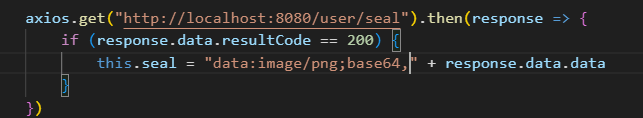 axios.get("http://localhost:8080/user/seal").then(response => {
if (response.data.resultCode == 200) {
this.seal = "data:image/png;base64," + response.data.data
}
})